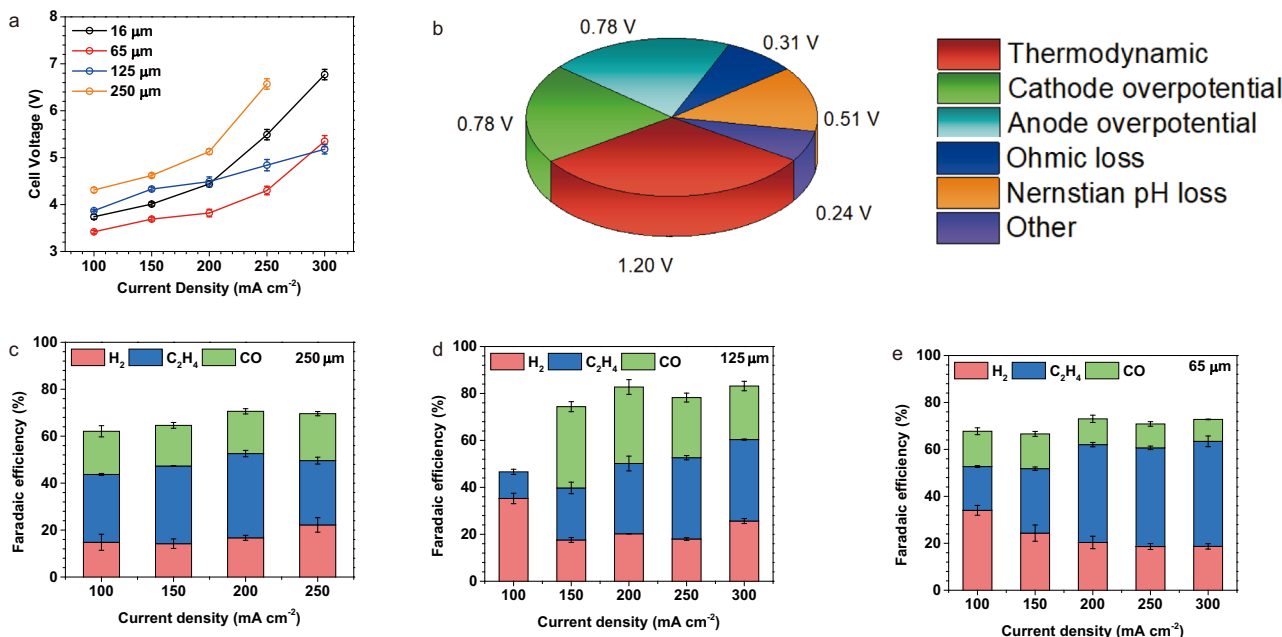 a
8
7
6
5
4
3
Cell Voltage (V)
16 µm
65 µm
125 µm
250 µm
100 150 200 250 300
Current Density (mA cm⁻²)
b
0.78 V
0.31 V
0.78 V
0.51 V
0.24 V
1.20 V
Thermodynamic
Cathode overpotential
Anode overpotential
Ohmic loss
Nernstian pH loss
Other
c
100
80
60
40
20
0
Faradaic efficiency (%)
H₂ C₂H₄ CO 250 µm
100 150 200 250
Current density (mA cm⁻²)
d
100
80
60
40
20
0
Faradaic efficiency (%)
H₂ C₂H₄ CO 125 µm
100 150 200 250 300
Current density (mA cm⁻²)
e
100
80
60
40
20
0
Faradaic efficiency (%)
H₂ C₂H₄ CO 65 µm
100 150 200 250 300
Current density (mA cm⁻²)